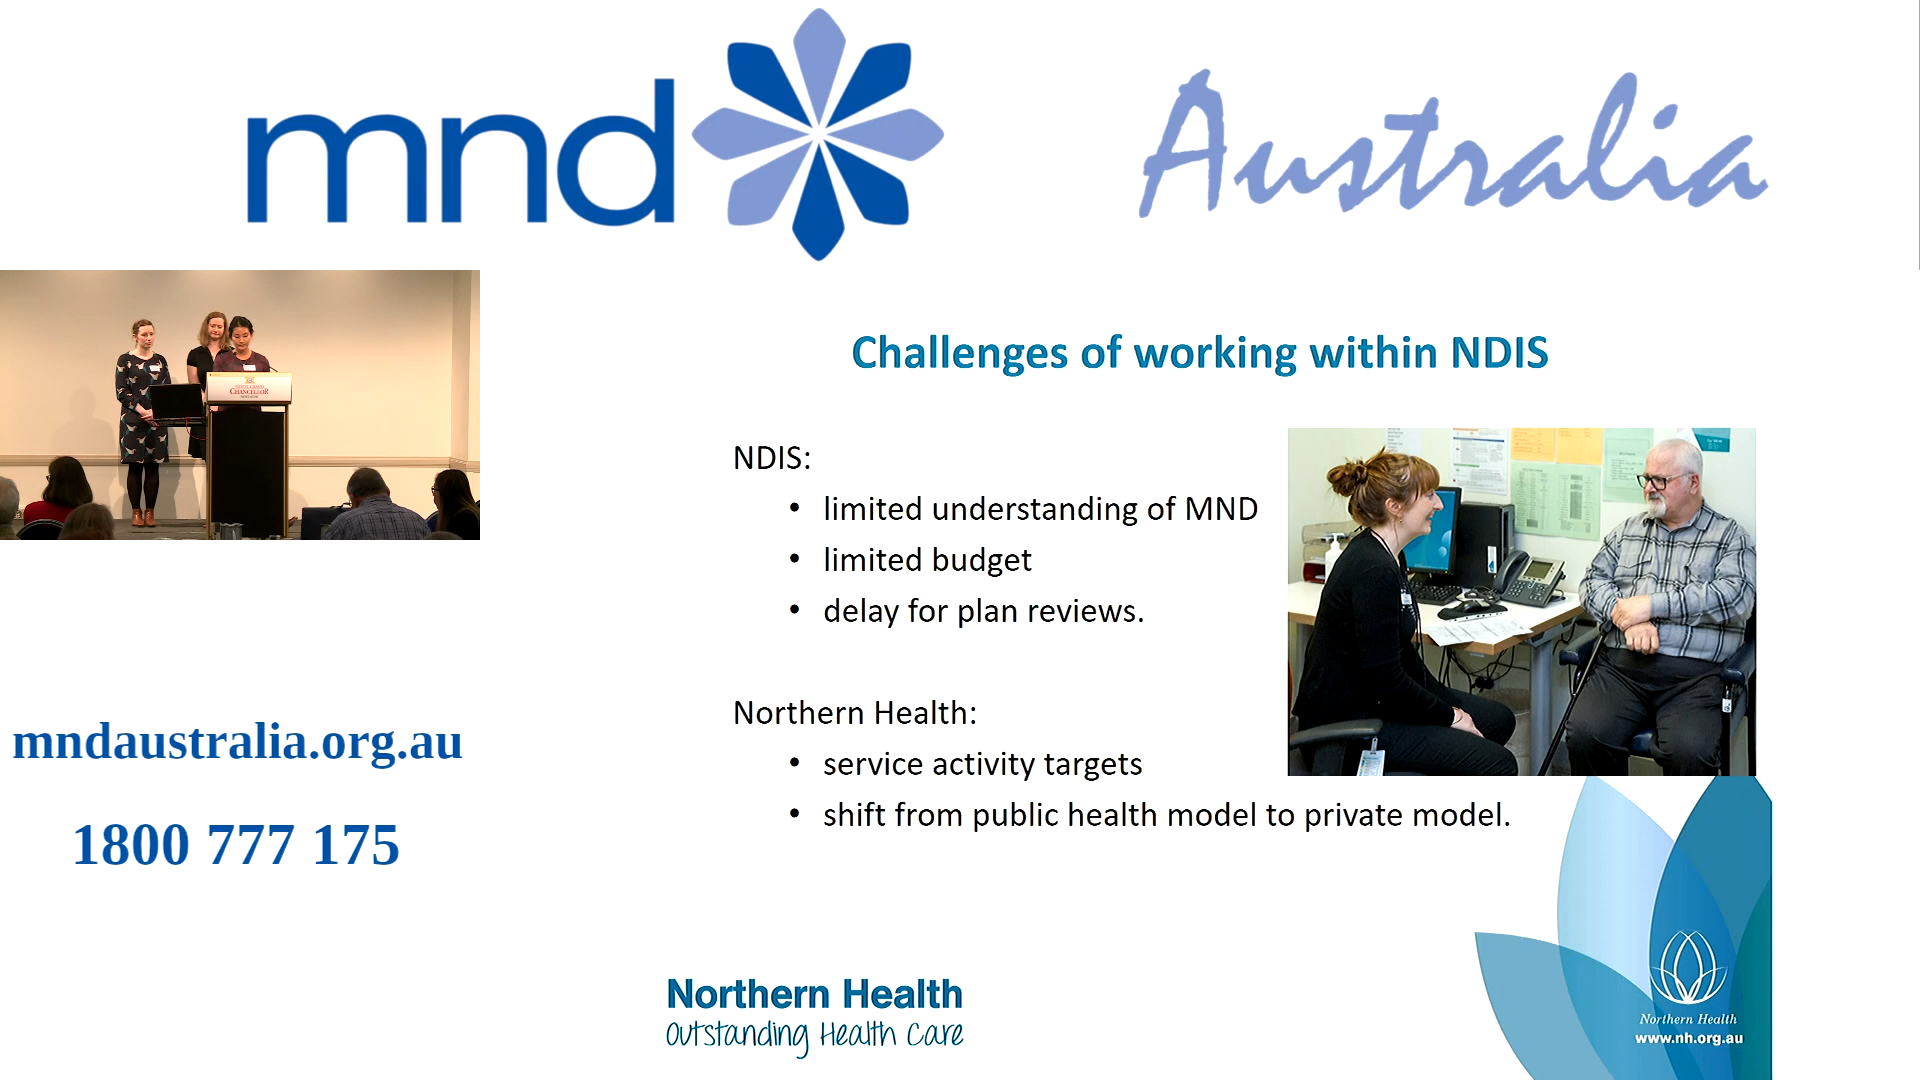 mnd Australia
CHANCELLOR
Challenges of working within NDIS
NDIS:
• limited understanding of MND
• limited budget
• delay for plan reviews.
Northern Health:
• service activity targets
• shift from public health model to private model.
mndaustralia.org.au
1800 777 175
Northern Health
Outstanding Health Care
Northern Health
www.nh.org.au